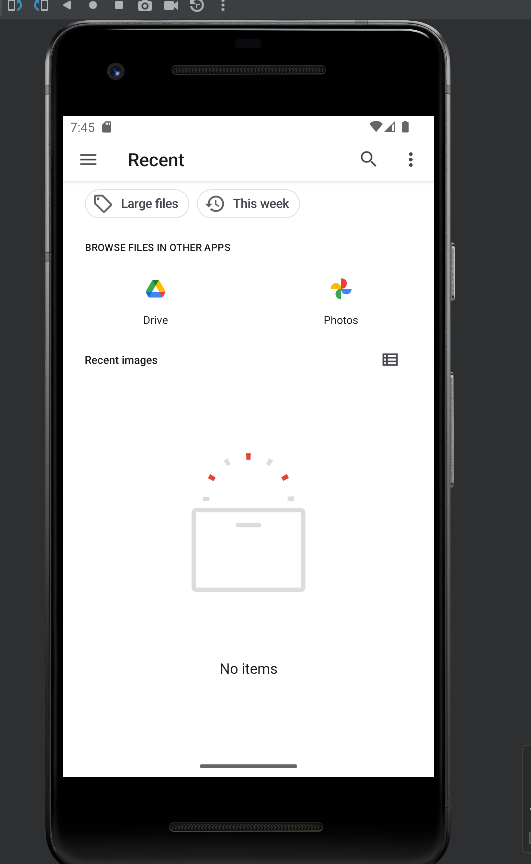 7:45
Recent
Large files
This week
BROWSE FILES IN OTHER APPS
Drive
Photos
Recent images
No items